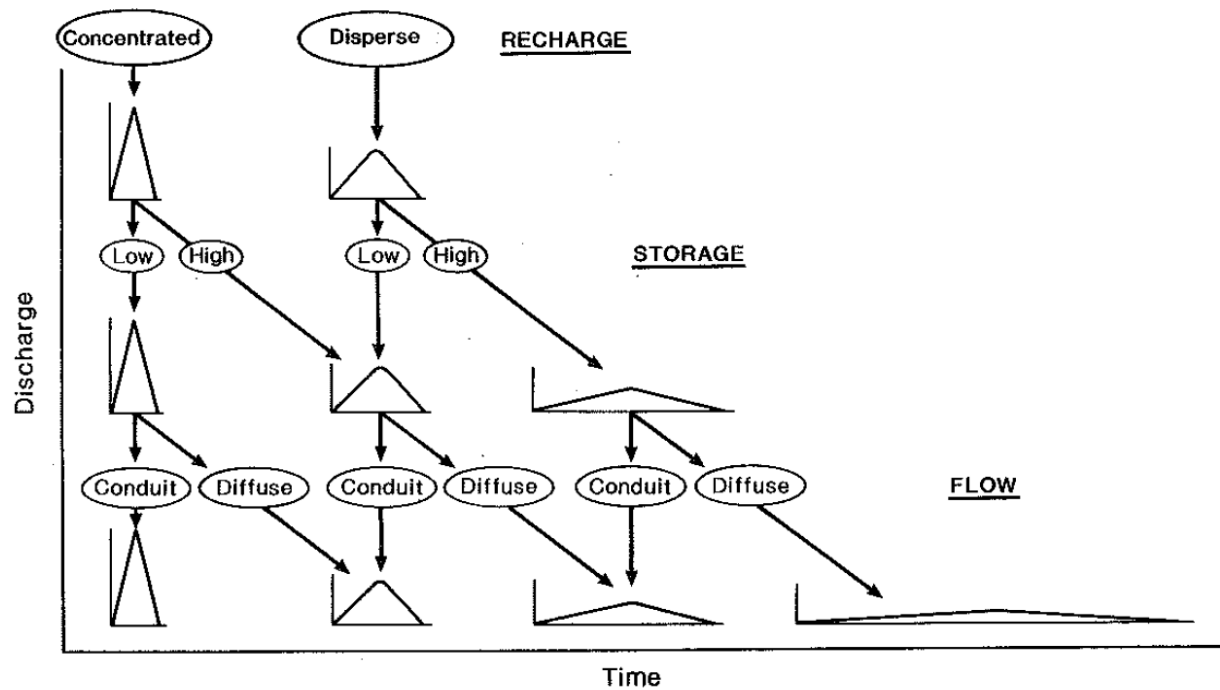 Concentrated Disperse RECHARGE
Low High Low High STORAGE
Discharge
Conduit Diffuse Conduit Diffuse Conduit Diffuse FLOW
Time